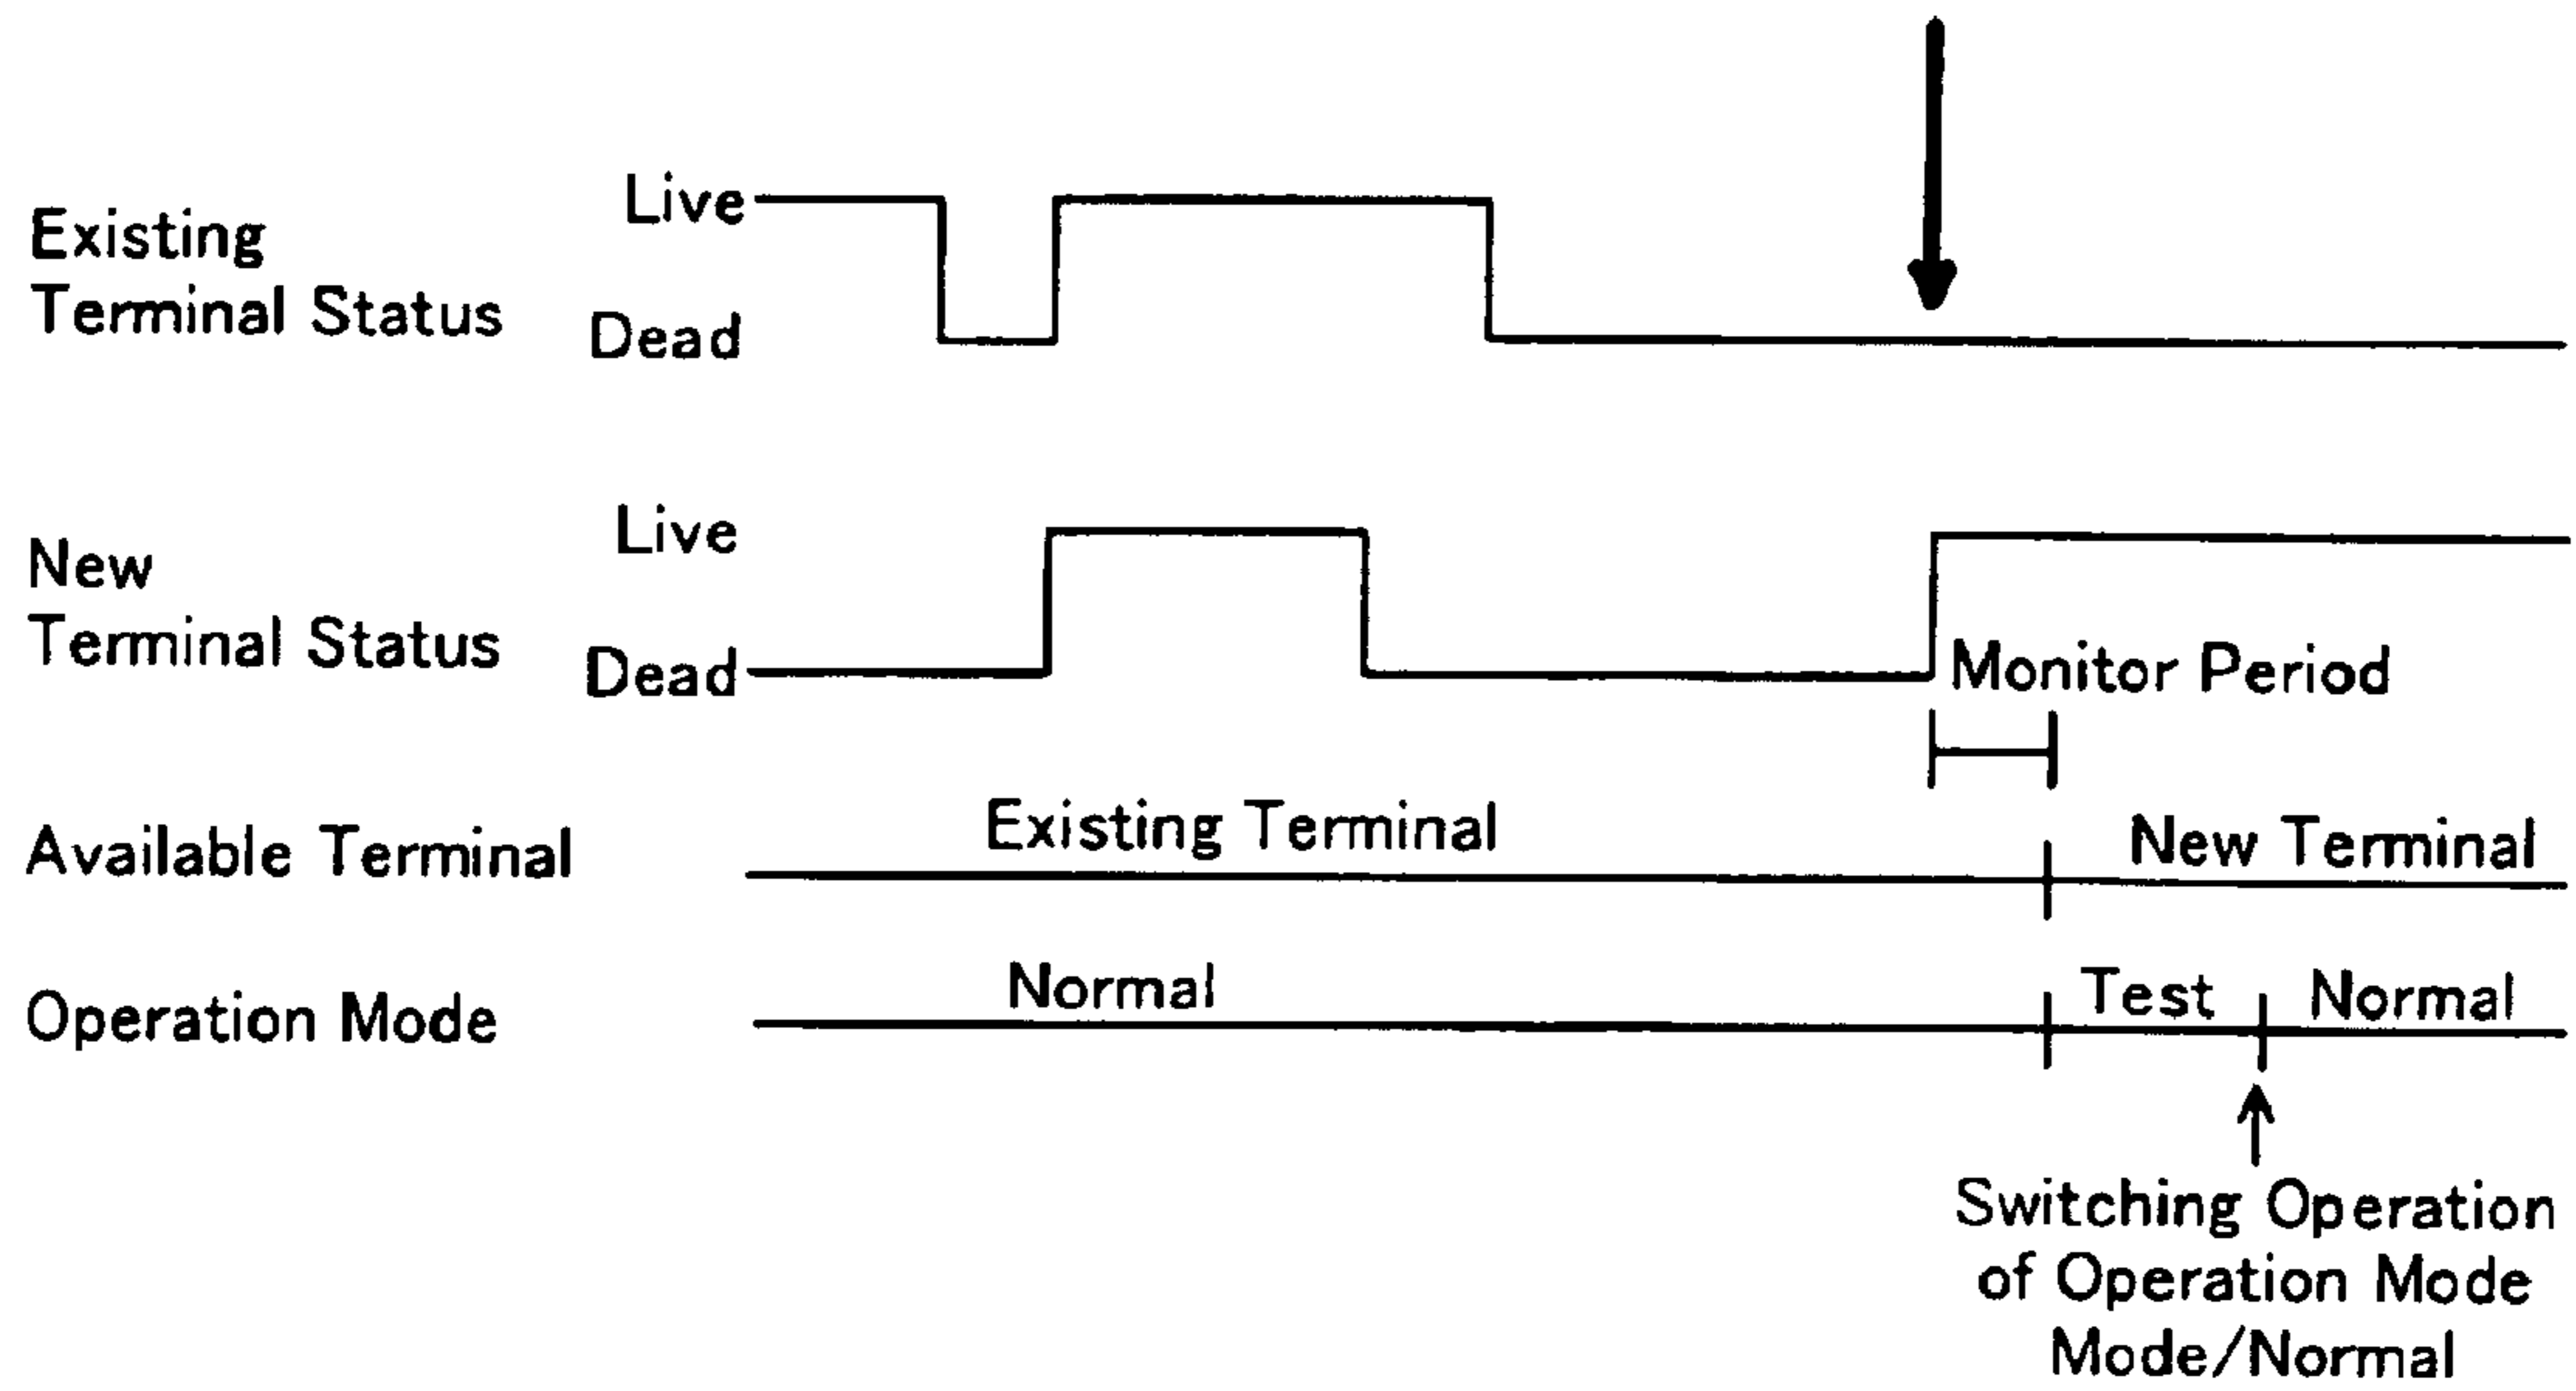 Live
Existing
Terminal Status
Dead
Live
New
Terminal Status
Dead
Monitor Period
Available Terminal
Existing Terminal
New Terminal
Operation Mode
Normal
Test
Normal
Switching Operation
of Operation Mode
Mode/Normal